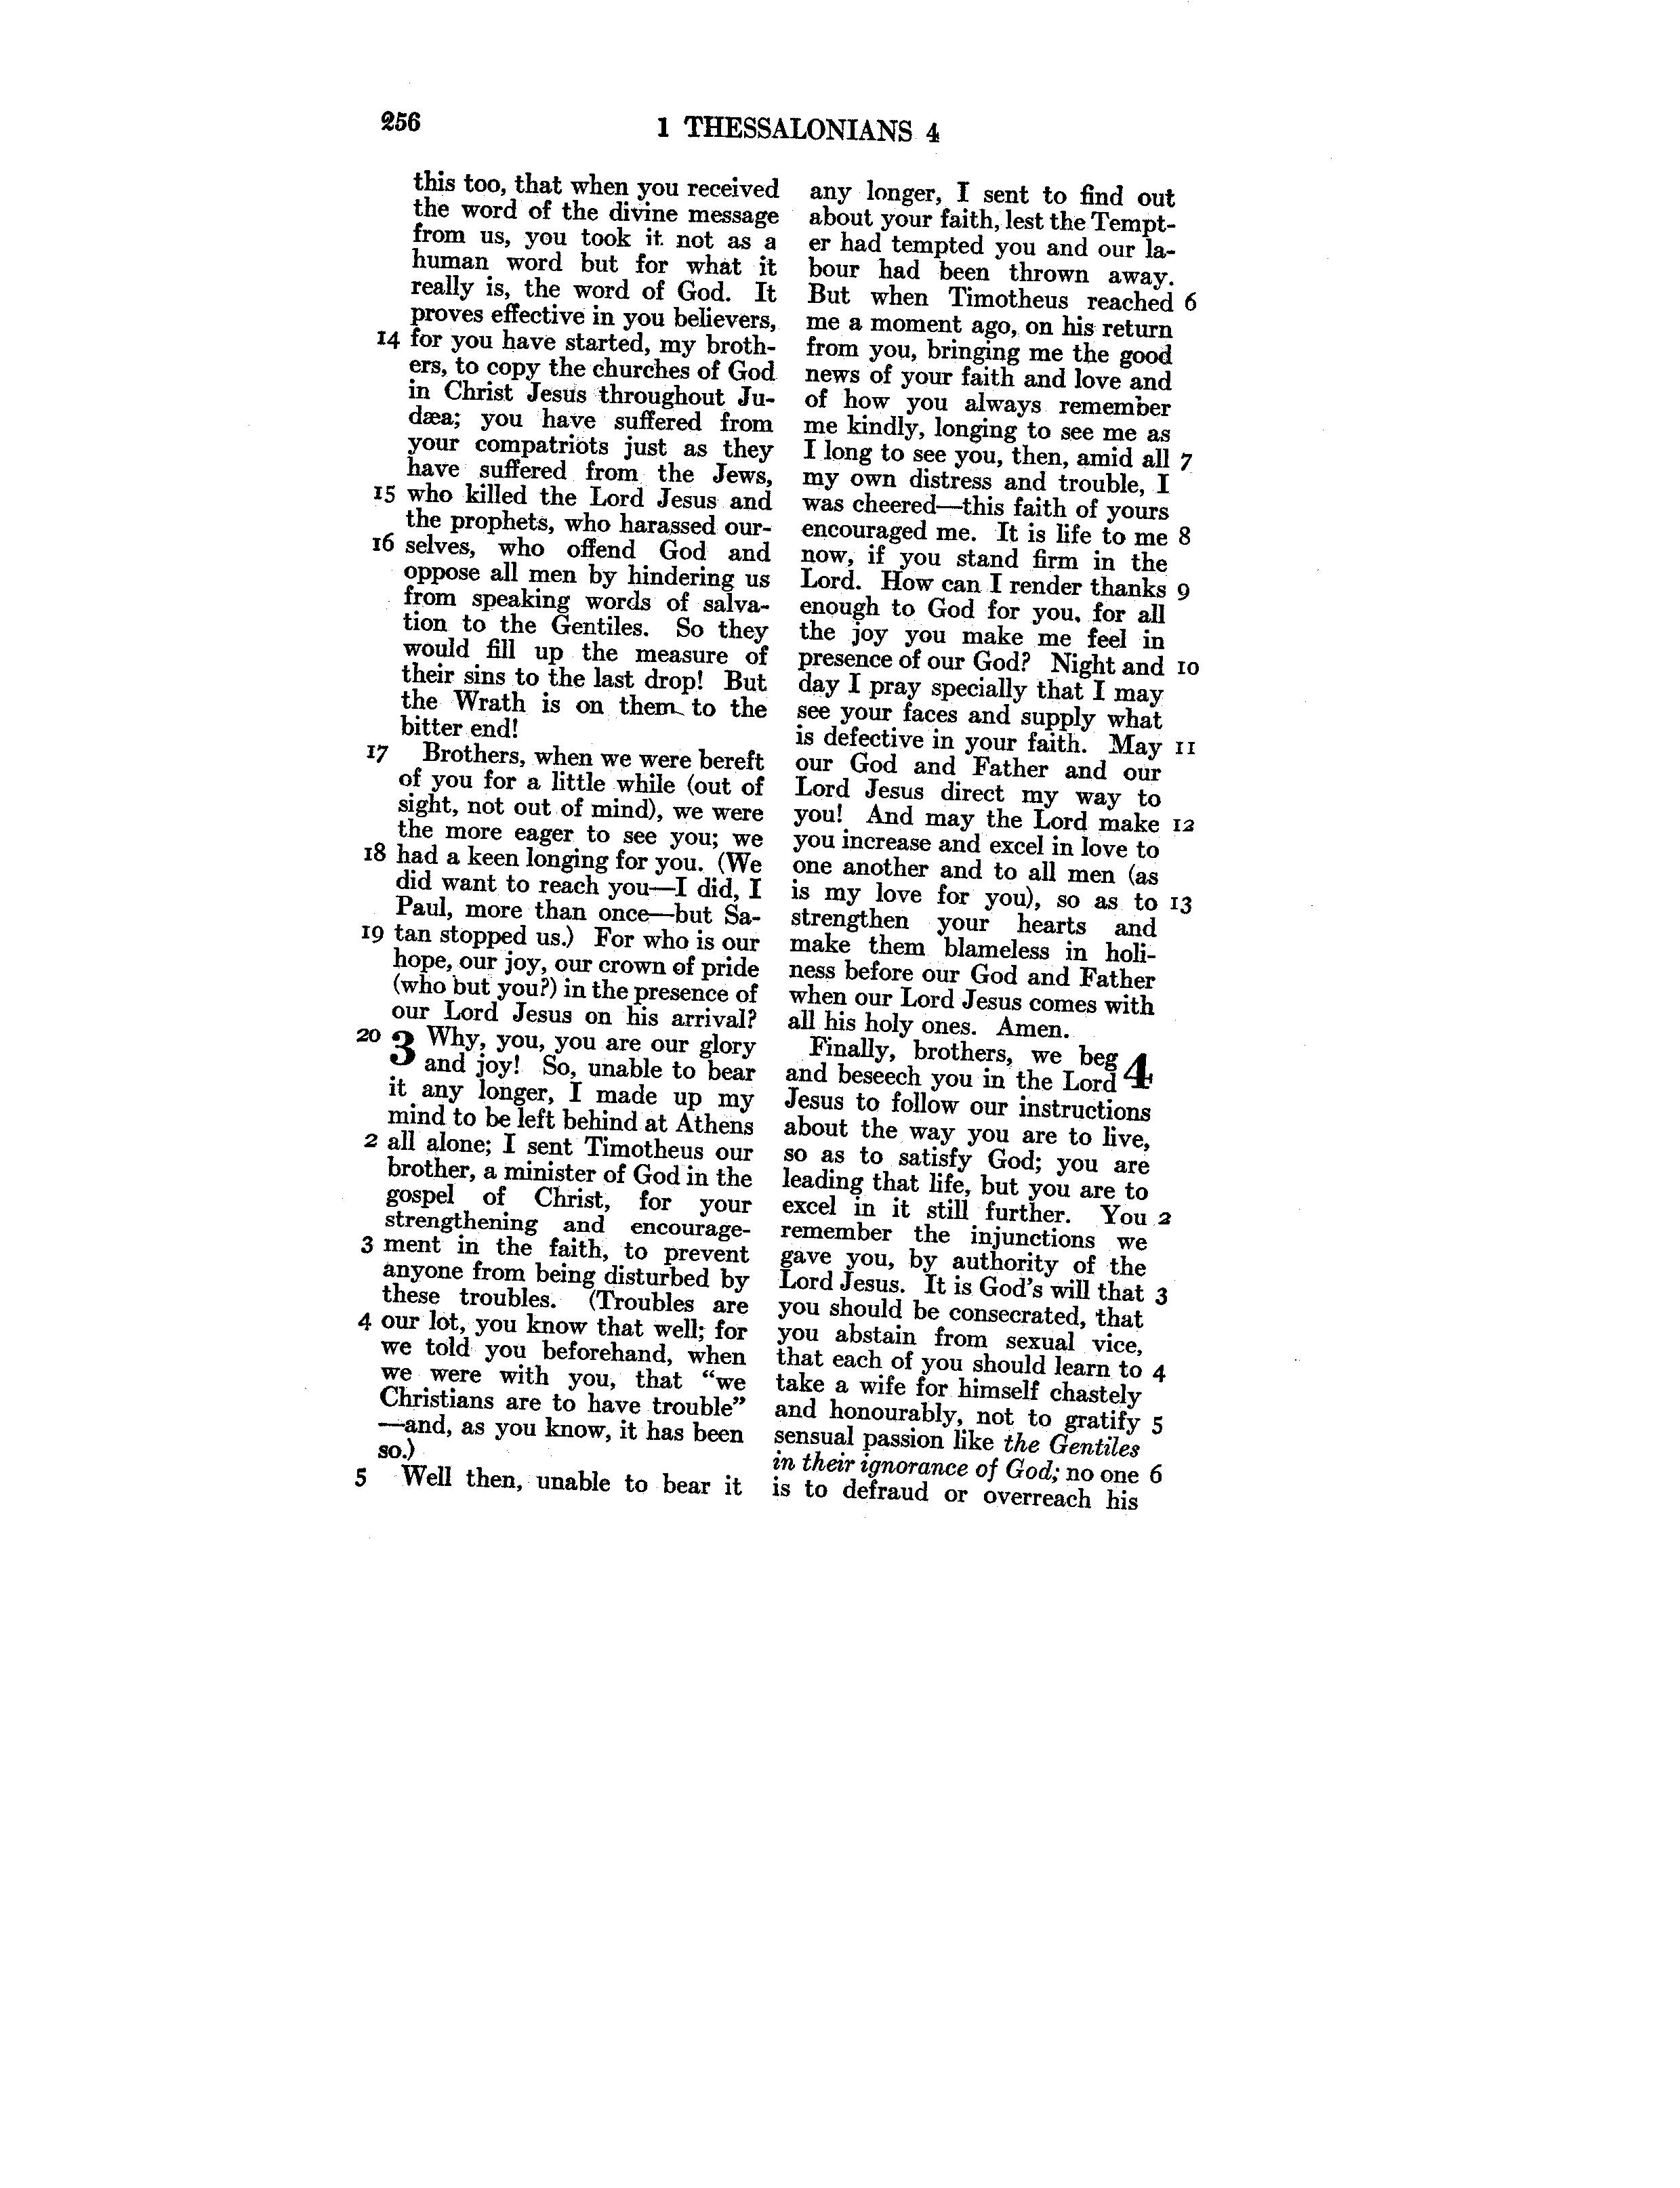 256
1 THESSALONIANS 4
this too, that when you received
the word of the divine message
from us, you took it not as a
human word but for what it
really is, the word of God. It
proves effective in you believers,
14 for you have started, my broth-
ers, to copy the churches of God
in Christ Jesus throughout Ju-
dæa; you have suffered from
your compatriots just as they
have suffered from the Jews,
15 who killed the Lord Jesus and
the prophets, who harassed our-
16 selves, who offend God and
oppose all men by hindering us
from speaking words of salva-
tion to the Gentiles. So they
would fill up the measure of
their sins to the last drop! But
the Wrath is on them to the
bitter end!
17 Brothers, when we were bereft
of you for a little while (out of
sight, not out of mind), we were
the more eager to see you; we
18 had a keen longing for you. (We
did want to reach you—I did, I
Paul, more than once—but Sa-
19 tan stopped us.) For who is our
hope, our joy, our crown of pride
(who but you?) in the presence of
our Lord Jesus on his arrival?
20 3 Why, you, you are our glory
and joy! So, unable to bear
it any longer, I made up my
mind to be left behind at Athens
2 all alone; I sent Timotheus our
brother, a minister of God in the
gospel of Christ, for your
strengthening and encourage-
3 ment in the faith, to prevent
anyone from being disturbed by
these troubles. (Troubles are
4 our lot, you know that well; for
we told you beforehand, when
we were with you, that “we
Christians are to have trouble”
—and, as you know, it has been
so.)
5 Well then, unable to bear it
any longer, I sent to find out
about your faith, lest the Tempt-
er had tempted you and our la-
bour had been thrown away.
But when Timotheus reached 6
me a moment ago, on his return
from you, bringing me the good
news of your faith and love and
of how you always remember
me kindly, longing to see me as
I long to see you, then, amid all 7
my own distress and trouble, I
was cheered—this faith of yours
encouraged me. It is life to me 8
now, if you stand firm in the
Lord. How can I render thanks 9
enough to God for you, for all
the joy you make me feel in
presence of our God? Night and 10
day I pray specially that I may
see your faces and supply what
is defective in your faith. May 11
our God and Father and our
Lord Jesus direct my way to
you! And may the Lord make 12
you increase and excel in love to
one another and to all men (as
is my love for you), so as to 13
strengthen your hearts and
make them blameless in holi-
ness before our God and Father
when our Lord Jesus comes with
all his holy ones. Amen.
Finally, brothers, we beg 4
and beseech you in the Lord
Jesus to follow our instructions
about the way you are to live,
so as to satisfy God; you are
leading that life, but you are to
excel in it still further. You 2
remember the injunctions we
gave you, by authority of the
Lord Jesus. It is God's will that 3
you should be consecrated, that
you abstain from sexual vice,
that each of you should learn to 4
take a wife for himself chastely
and honourably, not to gratify 5
sensual passion like the Gentiles
in their ignorance of God; no one 6
is to defraud or overreach his